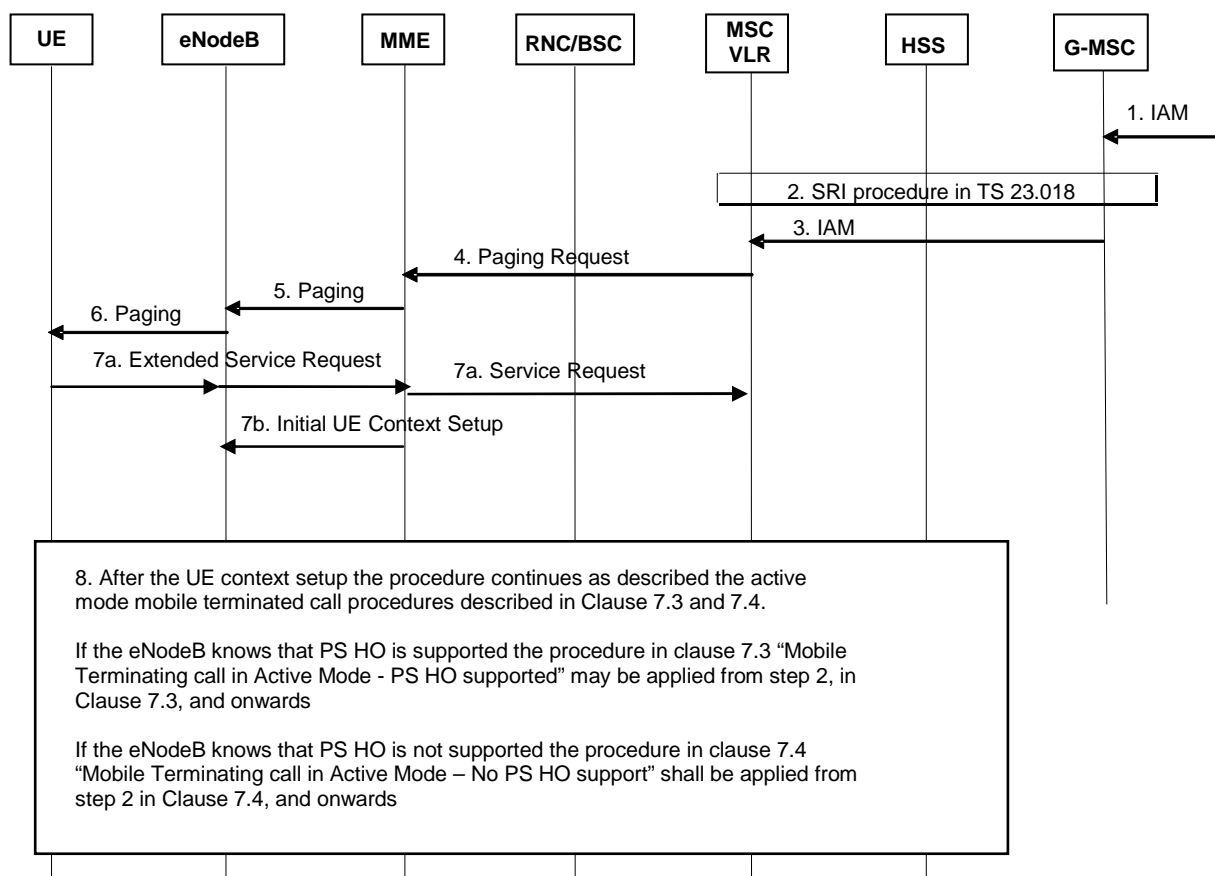 UE
eNodeB
MME
RNC/BSC
MSC
VLR
HSS
G-MSC
1. IAM
2. SRI procedure in TS 23.018
3. IAM
4. Paging Request
5. Paging
6. Paging
7a. Extended Service Request
7a. Service Request
7b. Initial UE Context Setup
8. After the UE context setup the procedure continues as described the active
mode mobile terminated call procedures described in Clause 7.3 and 7.4.
If the eNodeB knows that PS HO is supported the procedure in clause 7.3 “Mobile
Terminating call in Active Mode - PS HO supported” may be applied from step 2, in
Clause 7.3, and onwards
If the eNodeB knows that PS HO is not supported the procedure in clause 7.4
“Mobile Terminating call in Active Mode – No PS HO support” shall be applied from
step 2 in Clause 7.4, and onwards